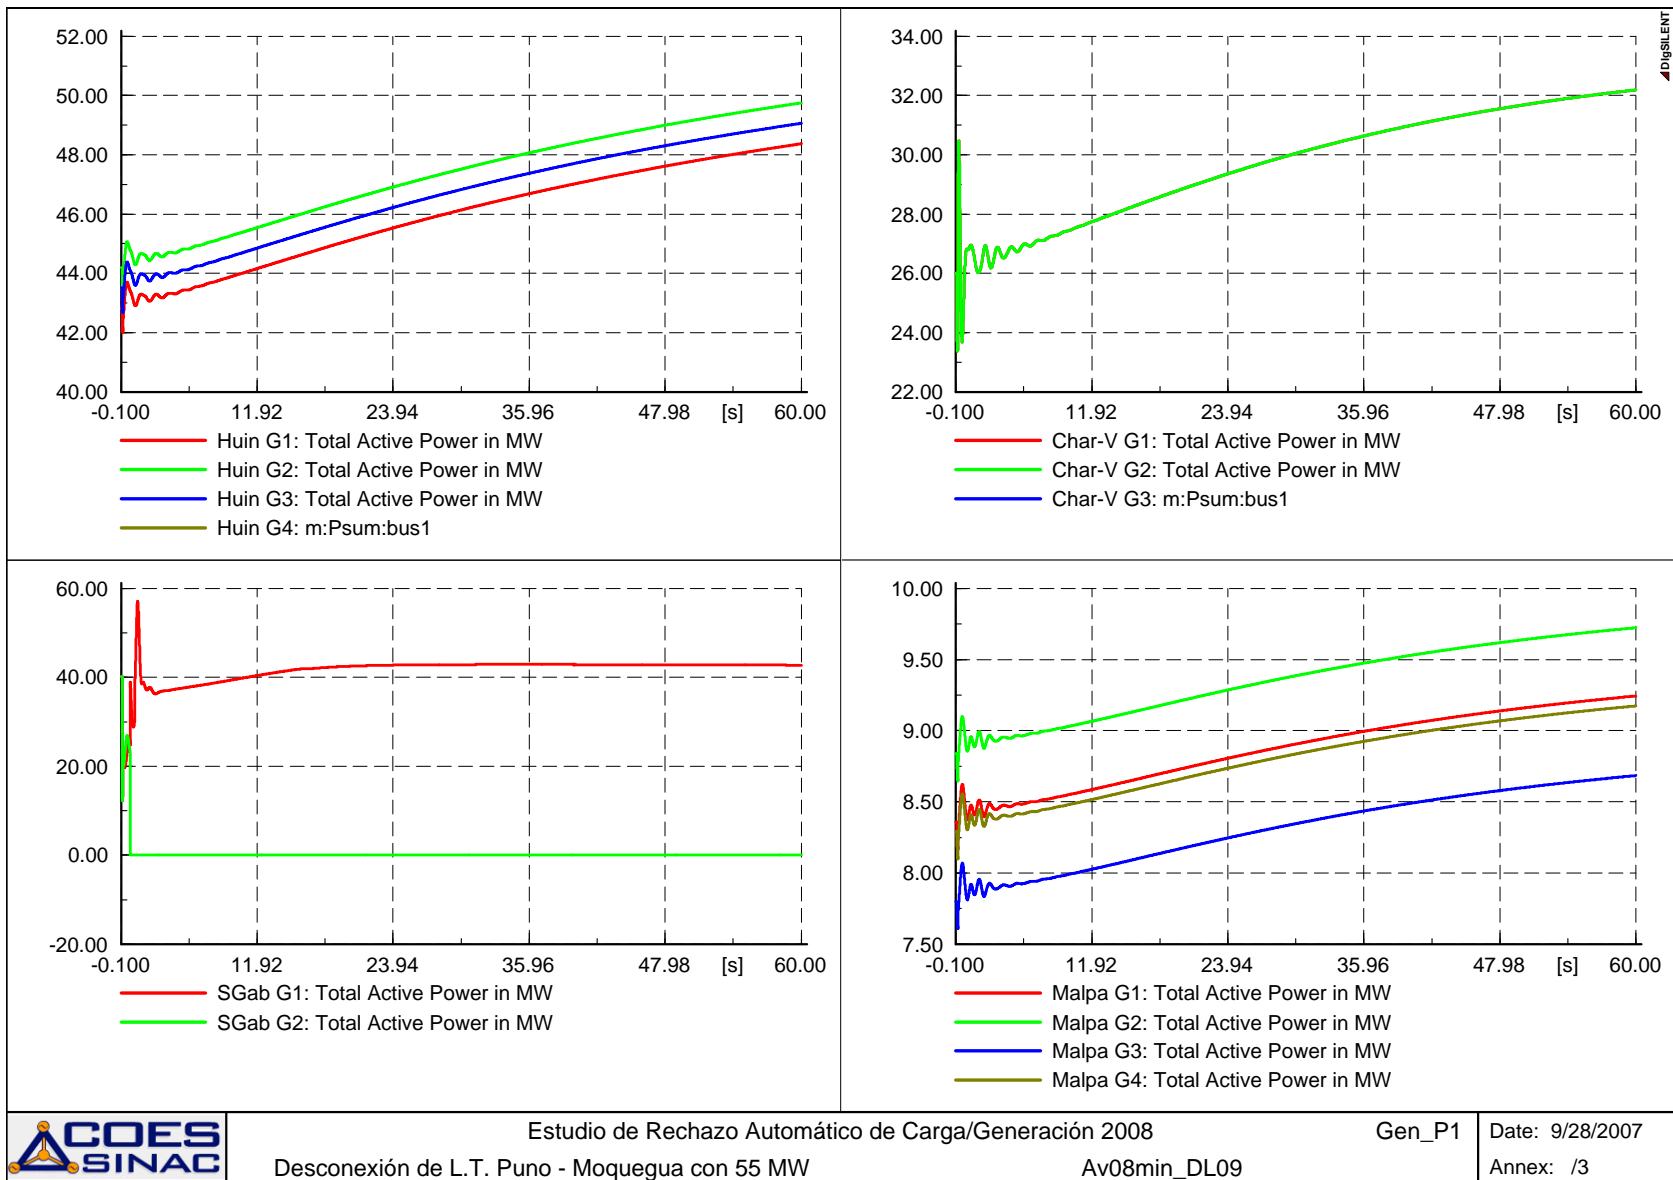 52.00
50.00
48.00
46.00
44.00
42.00
40.00
-0.100 11.92 23.94 35.96 47.98 [s] 60.00
Huin G1: Total Active Power in MW
Huin G2: Total Active Power in MW
Huin G3: Total Active Power in MW
Huin G4: m:Psum:bus1
34.00
32.00
30.00
28.00
26.00
24.00
22.00
-0.100 11.92 23.94 35.96 47.98 [s] 60.00
Char-V G1: Total Active Power in MW
Char-V G2: Total Active Power in MW
Char-V G3: m:Psum:bus1
DIgSILENT
60.00
40.00
20.00
0.00
-20.00
-0.100 11.92 23.94 35.96 47.98 [s] 60.00
SGab G1: Total Active Power in MW
SGab G2: Total Active Power in MW
10.00
9.50
9.00
8.50
8.00
7.50
-0.100 11.92 23.94 35.96 47.98 [s] 60.00
Malpa G1: Total Active Power in MW
Malpa G2: Total Active Power in MW
Malpa G3: Total Active Power in MW
Malpa G4: Total Active Power in MW
COES
SINAC
Estudio de Rechazo Automático de Carga/Generación 2008 Gen_P1
Desconexión de L.T. Puno - Moquegua con 55 MW Av08min_DL09
Date: 9/28/2007
Annex: /3